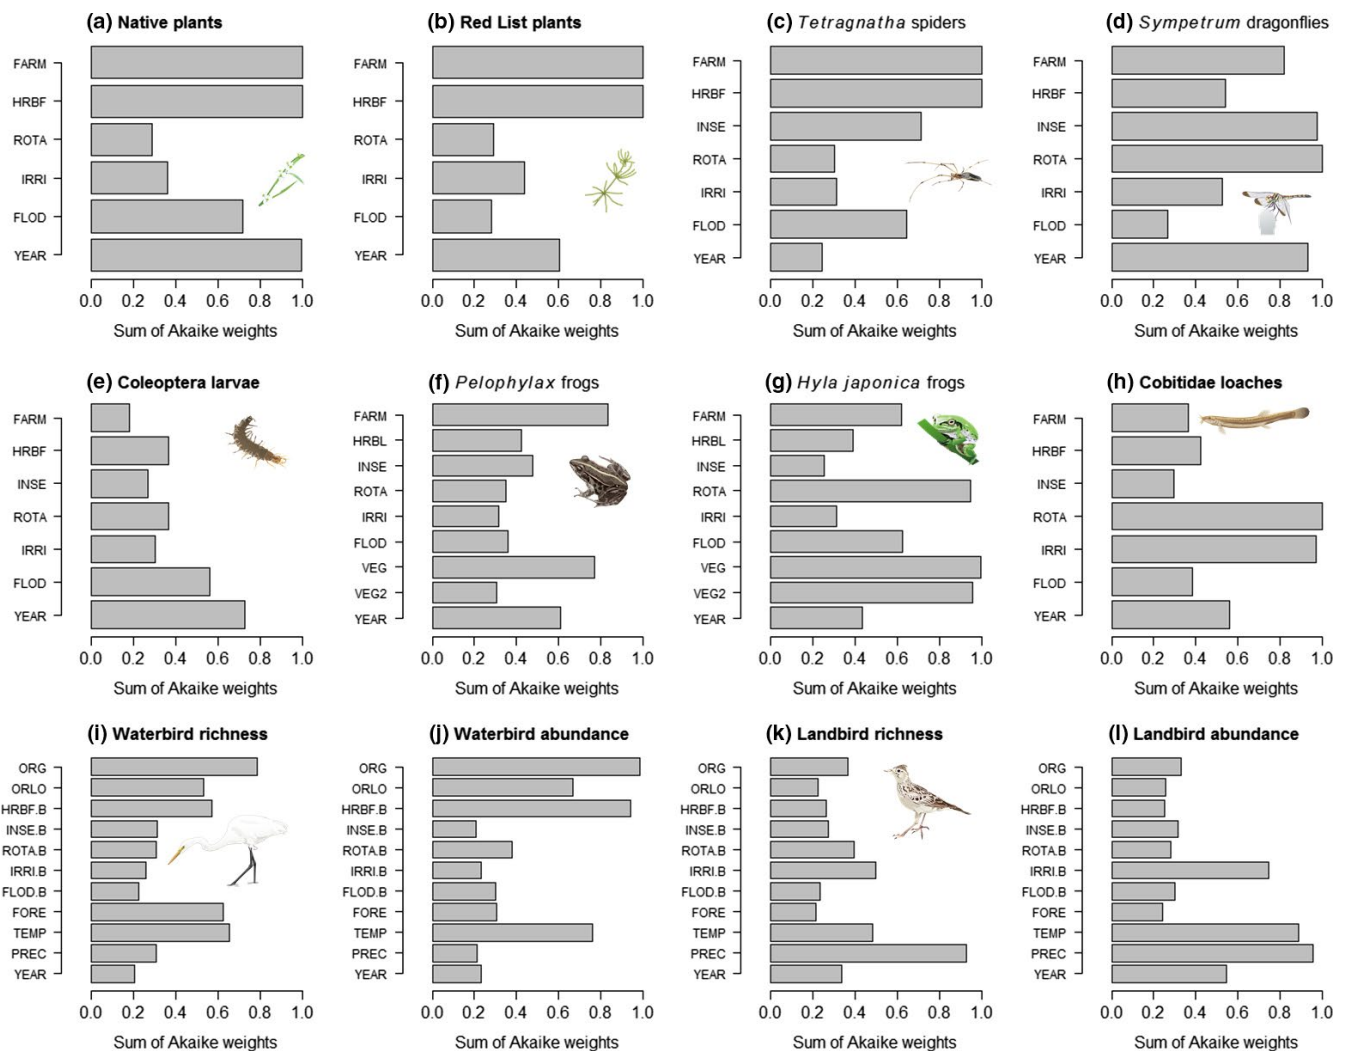 (a) Native plants
FARM
HRBF
ROTA
IRRI
FLOD
YEAR
0.0 0.2 0.4 0.6 0.8 1.0
Sum of Akaike weights
(b) Red List plants
FARM
HRBF
ROTA
IRRI
FLOD
YEAR
0.0 0.2 0.4 0.6 0.8 1.0
Sum of Akaike weights
(c) Tetragnatha spiders
FARM
HRBF
INSE
ROTA
IRRI
FLOD
YEAR
0.0 0.2 0.4 0.6 0.8 1.0
Sum of Akaike weights
(d) Sympetrum dragonflies
FARM
HRBF
INSE
ROTA
IRRI
FLOD
YEAR
0.0 0.2 0.4 0.6 0.8 1.0
Sum of Akaike weights
(e) Coleoptera larvae
FARM
HRBF
INSE
ROTA
IRRI
FLOD
YEAR
0.0 0.2 0.4 0.6 0.8 1.0
Sum of Akaike weights
(f) Pelophylax frogs
FARM
HRBL
INSE
ROTA
IRRI
FLOD
VEG
VEG2
YEAR
0.0 0.2 0.4 0.6 0.8 1.0
Sum of Akaike weights
(g) Hyla japonica frogs
FARM
HRBL
INSE
ROTA
IRRI
FLOD
VEG
VEG2
YEAR
0.0 0.2 0.4 0.6 0.8 1.0
Sum of Akaike weights
(h) Cobitidae loaches
FARM
HRBF
INSE
ROTA
IRRI
FLOD
YEAR
0.0 0.2 0.4 0.6 0.8 1.0
Sum of Akaike weights
(i) Waterbird richness
ORG
ORLO
HRBF.B
INSE.B
ROTA.B
IRRI.B
FLOD.B
FORE
TEMP
PREC
YEAR
0.0 0.2 0.4 0.6 0.8 1.0
Sum of Akaike weights
(j) Waterbird abundance
ORG
ORLO
HRBF.B
INSE.B
ROTA.B
IRRI.B
FLOD.B
FORE
TEMP
PREC
YEAR
0.0 0.2 0.4 0.6 0.8 1.0
Sum of Akaike weights
(k) Landbird richness
ORG
ORLO
HRBF.B
INSE.B
ROTA.B
IRRI.B
FLOD.B
FORE
TEMP
PREC
YEAR
0.0 0.2 0.4 0.6 0.8 1.0
Sum of Akaike weights
(l) Landbird abundance
ORG
ORLO
HRBF.B
INSE.B
ROTA.B
IRRI.B
FLOD.B
FORE
TEMP
PREC
YEAR
0.0 0.2 0.4 0.6 0.8 1.0
Sum of Akaike weights